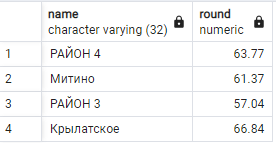 name round
character varying (32) numeric
1 РАЙОН 4 63.77
2 Митино 61.37
3 РАЙОН 3 57.04
4 Крылатское 66.84